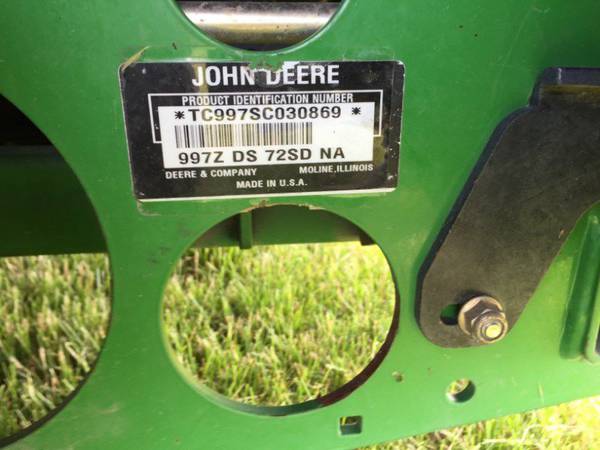 JOHN DEERE
PRODUCT IDENTIFICATION NUMBER
*TC997SC030869 *
997Z DS 72SD NA
DEERE & COMPANY MOLINE, ILLINOIS
MADE IN U.S.A.